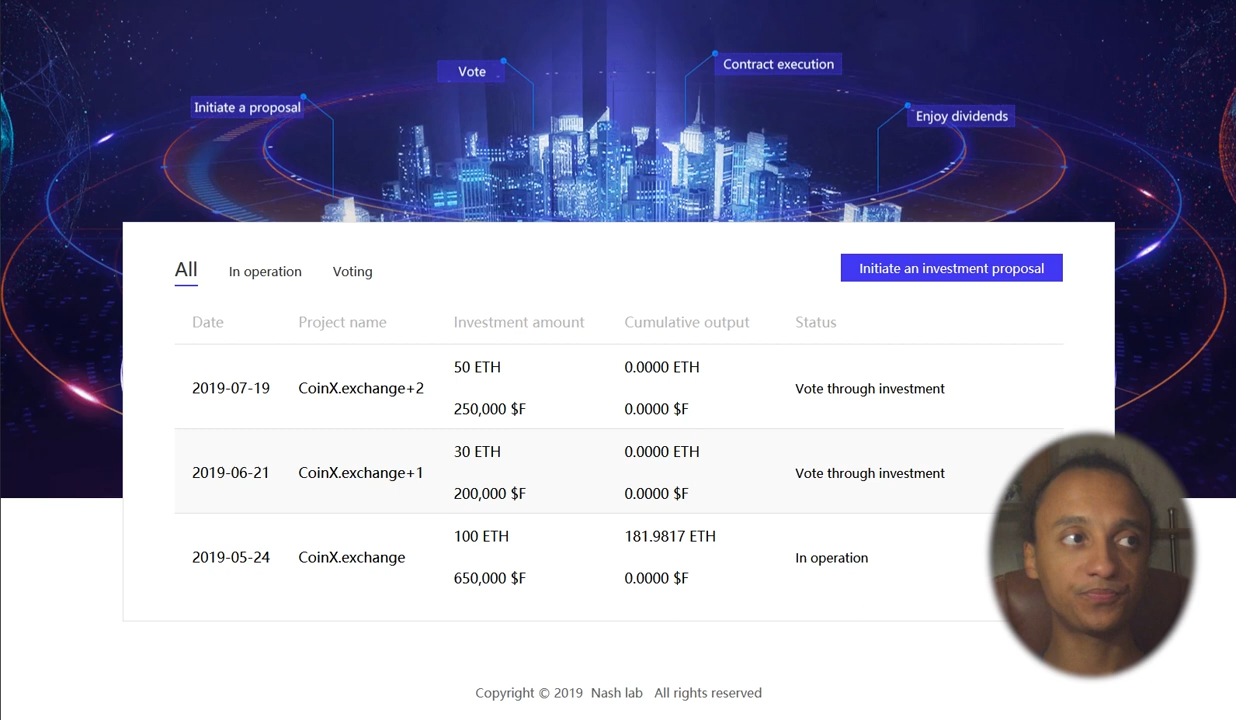 Vote
Contract execution
Initiate a proposal
Enjoy dividends
All In operation Voting
Initiate an investment proposal
Date Project name Investment amount Cumulative output Status
50 ETH 0.0000 ETH
2019-07-19 CoinX.exchange+2 Vote through investment
250,000 $F 0.0000 $F
30 ETH 0.0000 ETH
2019-06-21 CoinX.exchange+1 Vote through investment
200,000 $F 0.0000 $F
100 ETH 181.9817 ETH
2019-05-24 CoinX.exchange In operation
650,000 $F 0.0000 $F
Copyright © 2019 Nash lab All rights reserved